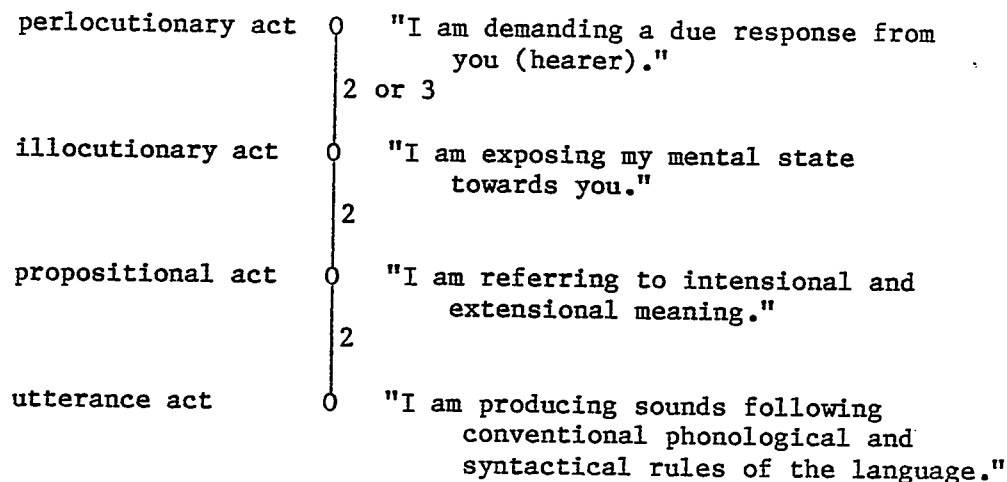 perlocutionary act O "I am demanding a due response from
you (hearer)."
2 or 3
illocutionary act O "I am exposing my mental state
towards you."
2
propositional act O "I am referring to intensional and
extensional meaning."
2
utterance act O "I am producing sounds following
conventional phonological and
syntactical rules of the language."